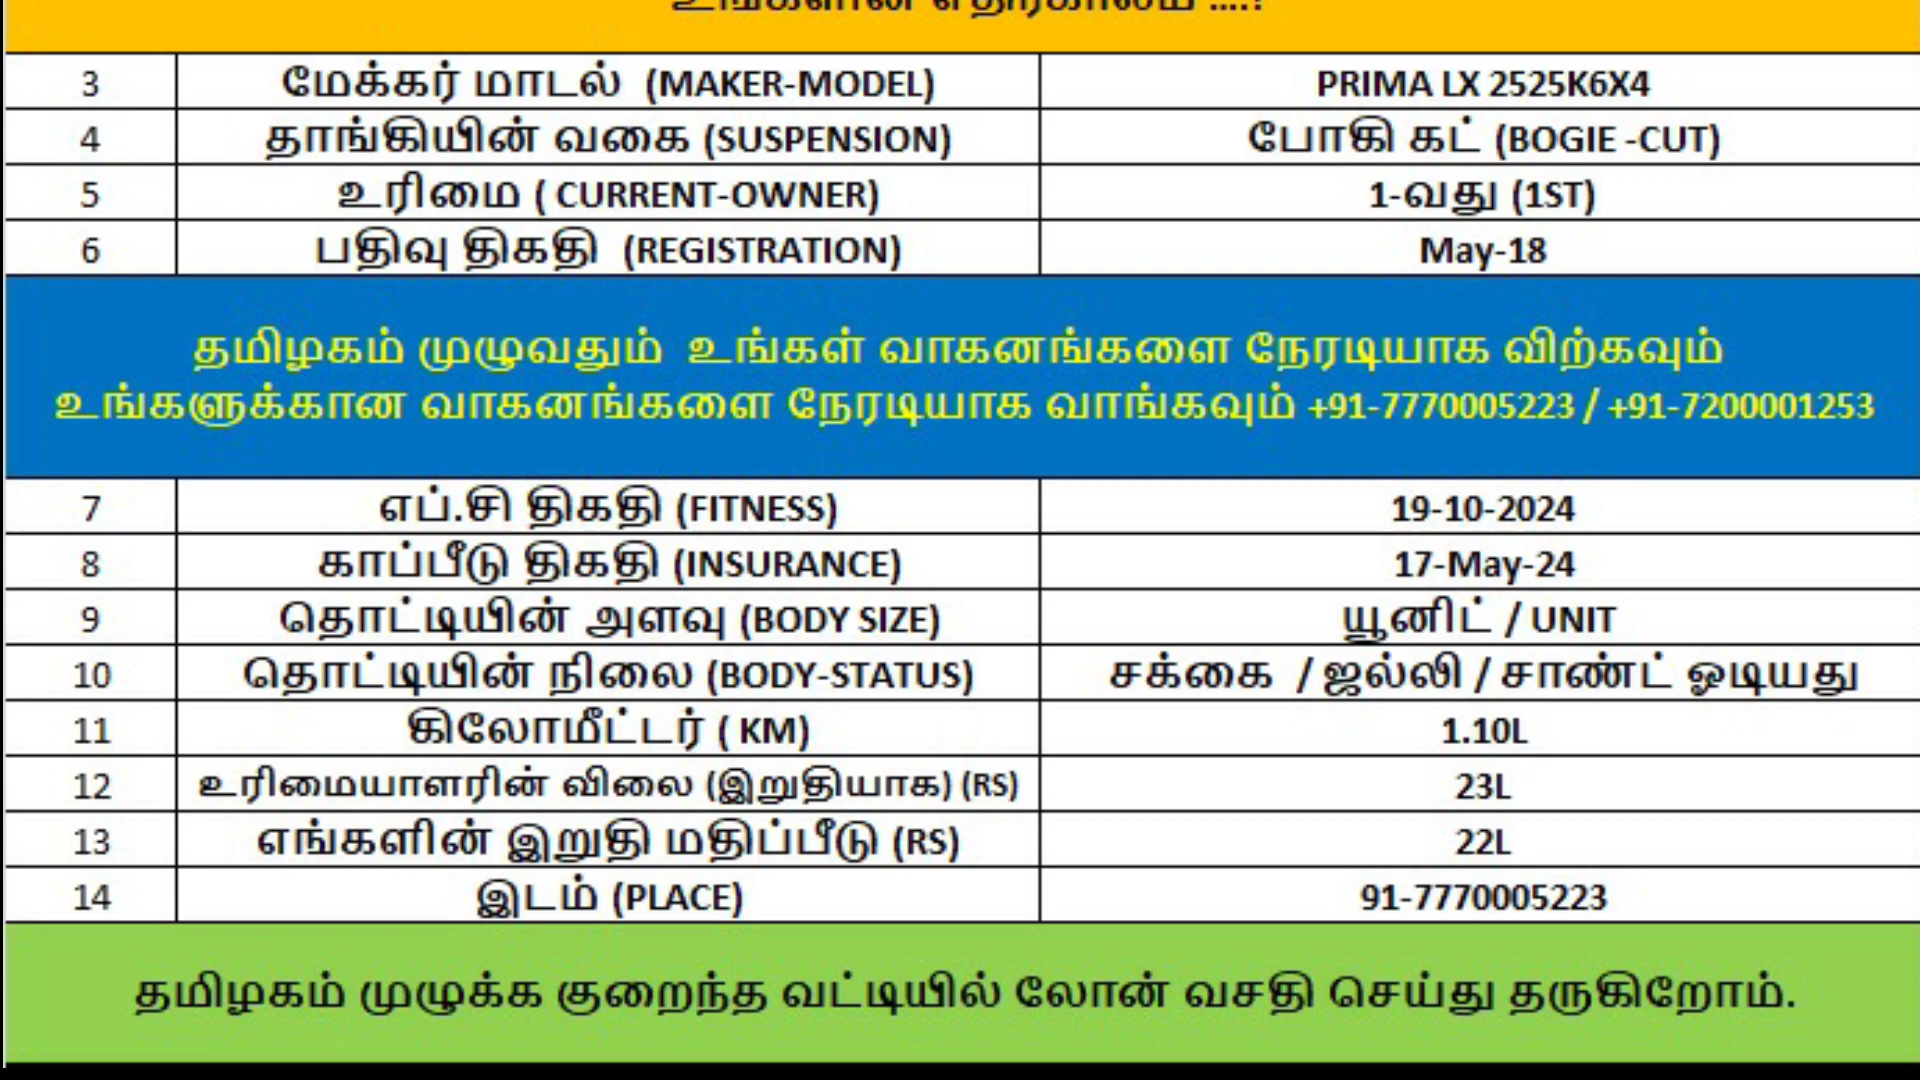 3 மேக்கர் மாடல் (MAKER-MODEL) PRIMA LX 2525K6X4
4 தாங்கியின் வகை (SUSPENSION) போகி கட் (BOGIE -CUT)
5 உரிமை ( CURRENT-OWNER) 1-வது (1ST)
6 பதிவு திகதி (REGISTRATION) May-18
தமிழகம் முழுவதும் உங்கள் வாகனங்களை நேரடியாக விற்கவும்
உங்களுக்கான வாகனங்களை நேரடியாக வாங்கவும் +91-7770005223 / +91-7200001253
7 எப்.சி திகதி (FITNESS) 19-10-2024
8 காப்பீடு திகதி (INSURANCE) 17-May-24
9 தொட்டியின் அளவு (BODY SIZE) யூனிட் / UNIT
10 தொட்டியின் நிலை (BODY-STATUS) சக்கை / ஜல்லி / சாண்ட் ஓடியது
11 கிலோமீட்டர் ( KM) 1.10L
12 உரிமையாளரின் விலை (இறுதியாக) (RS) 23L
13 எங்களின் இறுதி மதிப்பீடு (RS) 22L
14 இடம் (PLACE) 91-7770005223
தமிழகம் முழுக்க குறைந்த வட்டியில் லோன் வசதி செய்து தருகிறோம்.